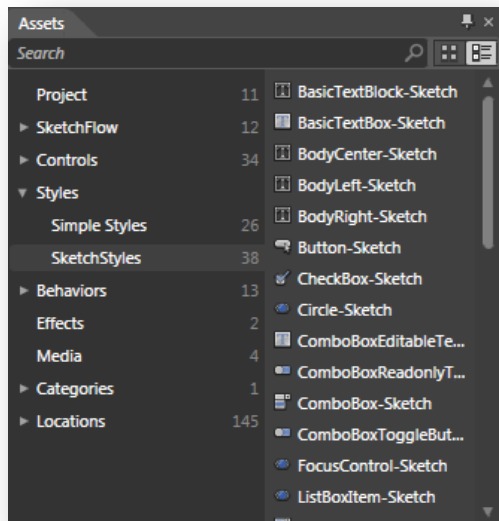 Assets
Search
Project 11
SketchFlow 12
Controls 34
Styles
Simple Styles 26
SketchStyles 38
Behaviors 13
Effects 2
Media 4
Categories 1
Locations 145
BasicTextBlock-Sketch
BasicTextBox-Sketch
BodyCenter-Sketch
BodyLeft-Sketch
BodyRight-Sketch
Button-Sketch
CheckBox-Sketch
Circle-Sketch
ComboBoxEditableTe...
ComboBoxReadonlyT...
ComboBox-Sketch
ComboBoxToggleBut...
FocusControl-Sketch
ListBoxItem-Sketch